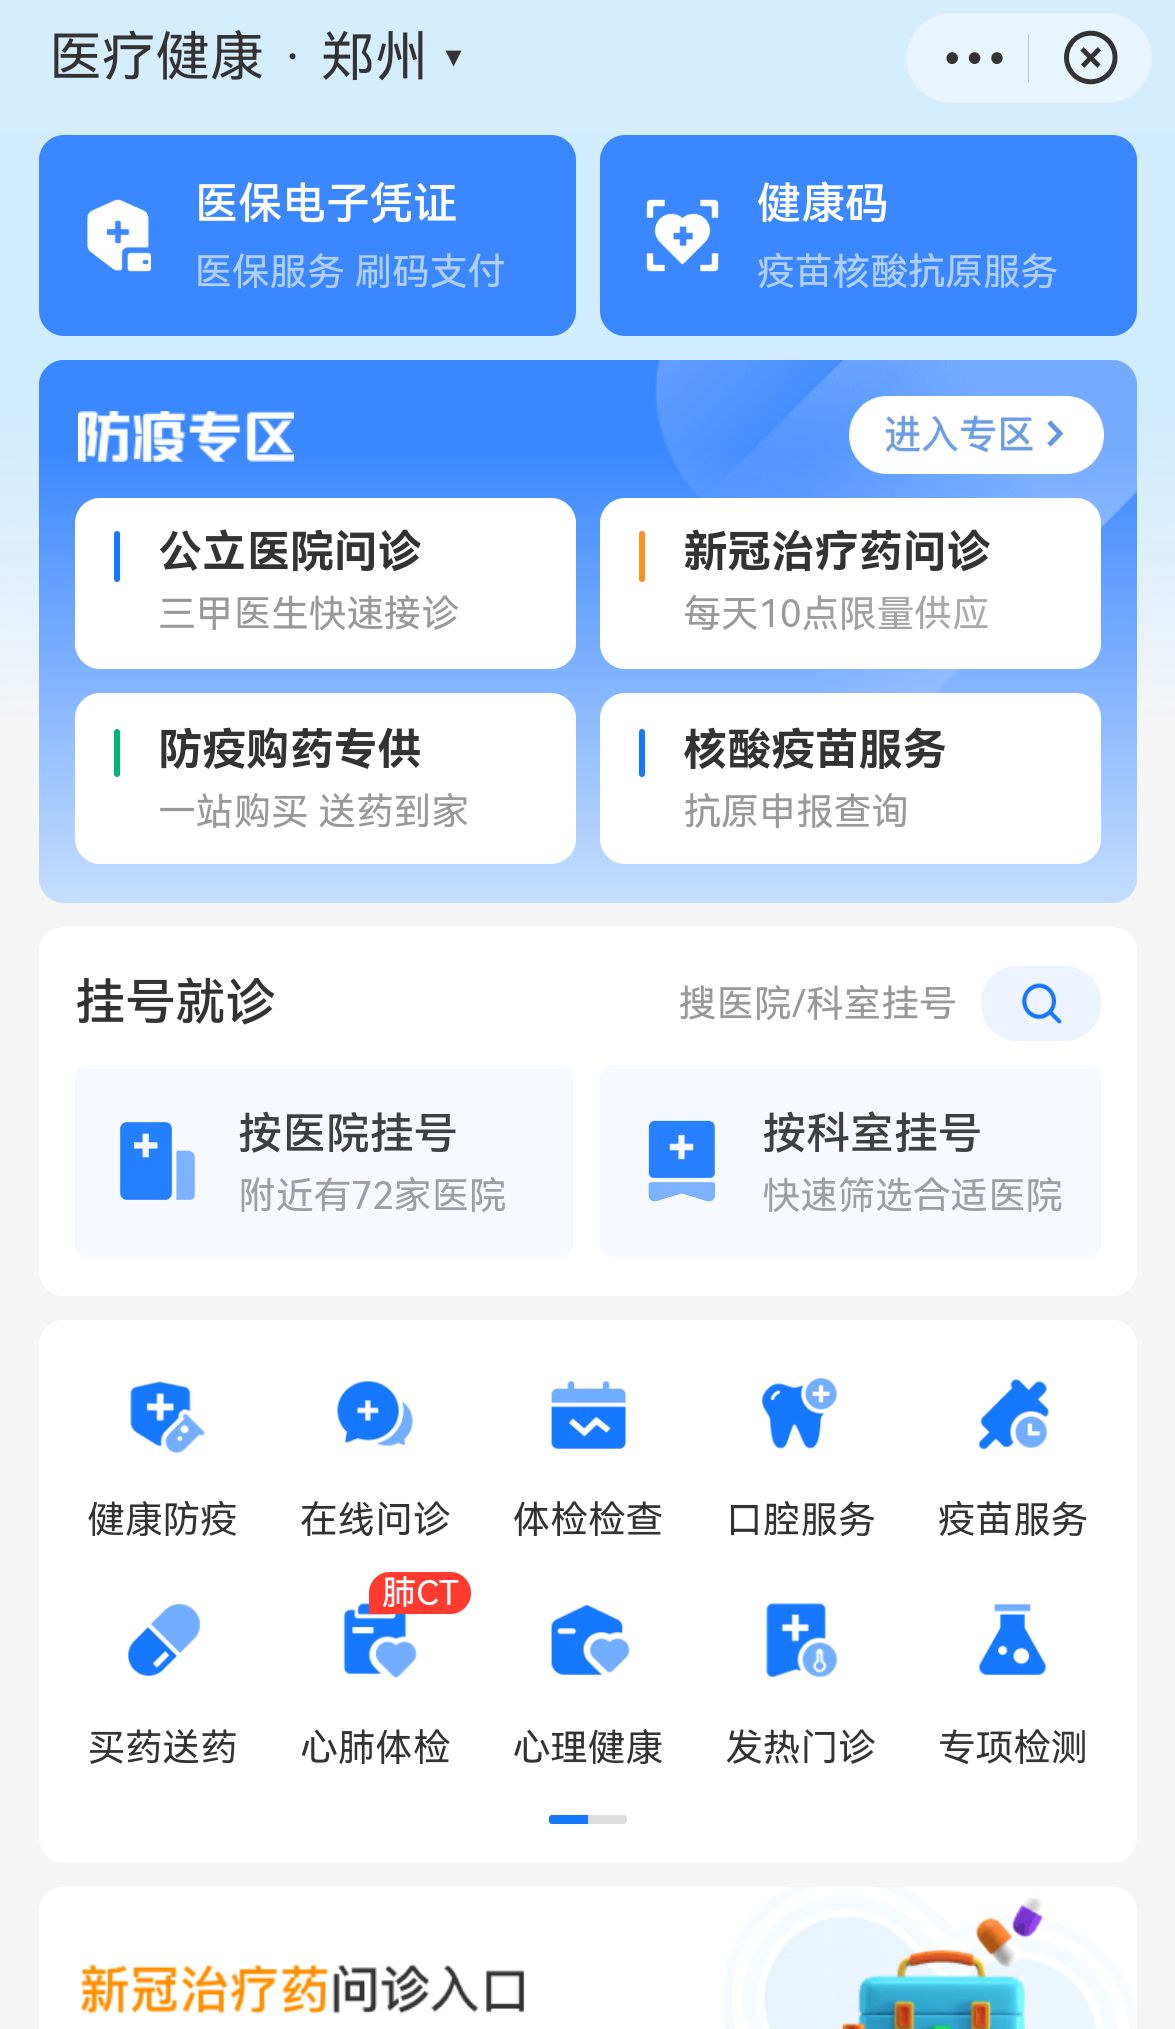 医疗健康 · 郑州 ▾
医保电子凭证
医保服务 刷码支付
健康码
疫苗核酸抗原服务
防疫专区
进入专区 >
公立医院问诊
三甲医生快速接诊
新冠治疗药问诊
每天10点限量供应
防疫购药专供
一站购买 送药到家
核酸疫苗服务
抗原申报查询
挂号就诊
搜医院/科室挂号
按医院挂号
附近有72家医院
按科室挂号
快速筛选合适医院
健康防疫
在线问诊
体检检查
口腔服务
疫苗服务
肺CT
买药送药
心肺体检
心理健康
发热门诊
专项检测
新冠治疗药问诊入口